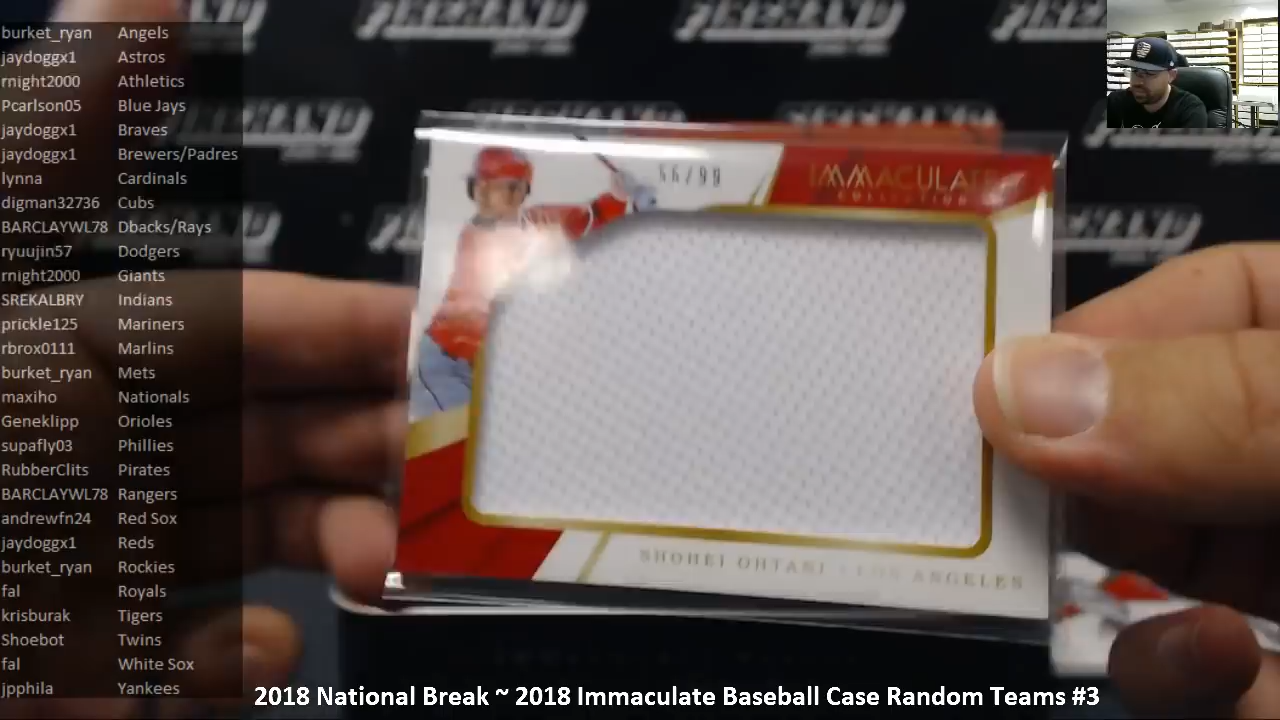 burket_ryan Angels
jaydoggx1 Astros
rnight2000 Athletics
Pcarlson05 Blue Jays
jaydoggx1 Braves
jaydoggx1 Brewers/Padres
lynna Cardinals
digman32736 Cubs
BARCLAYWL78 Dbacks/Rays
ryuujin57 Dodgers
rnight2000 Giants
SREKALBRY Indians
prickle125 Mariners
rbrox0111 Marlins
burket_ryan Mets
maxiho Nationals
Geneklipp Orioles
supafly03 Phillies
RubberClits Pirates
BARCLAYWL78 Rangers
andrewfn24 Red Sox
jaydoggx1 Reds
burket_ryan Rockies
fal Royals
krisburak Tigers
Shoebot Twins
fal White Sox
jpphila Yankees
IMMACULATE
COLLECTION
SHOHEI OHTANI LOS ANGELES
2018 National Break ~ 2018 Immaculate Baseball Case Random Teams #3